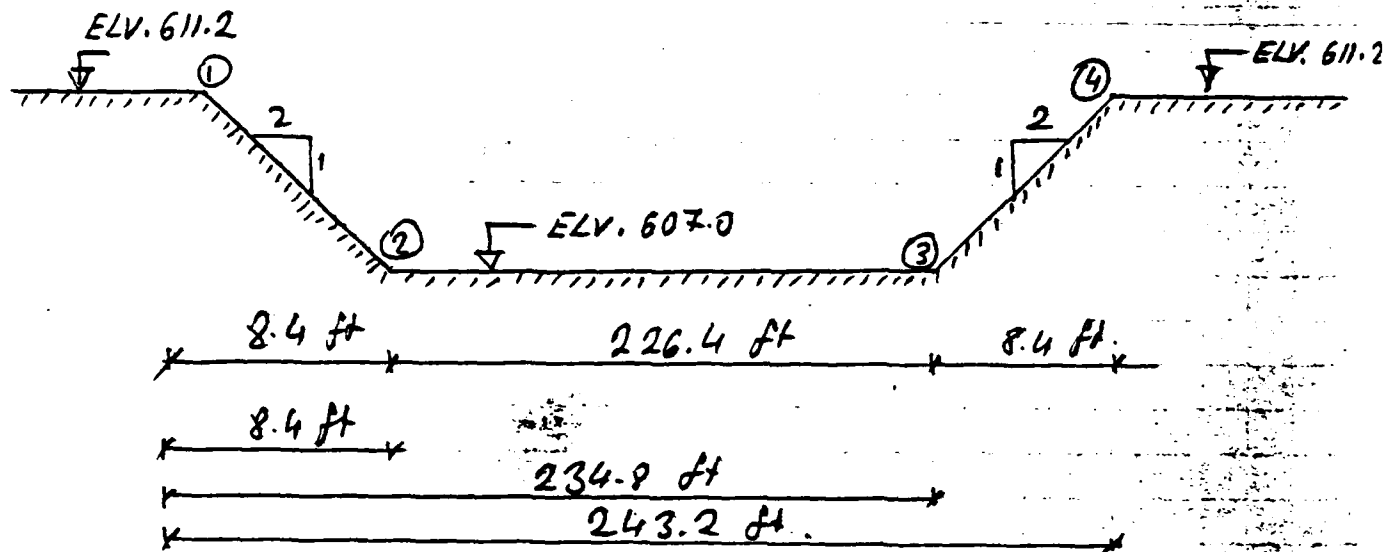 ELV. 611.2
① ④ ELV. 611.2
2 2
1 1
② ELV. 607.0 ③
8.4 ft 226.4 ft 8.4 ft.
8.4 ft
234.8 ft
243.2 ft.